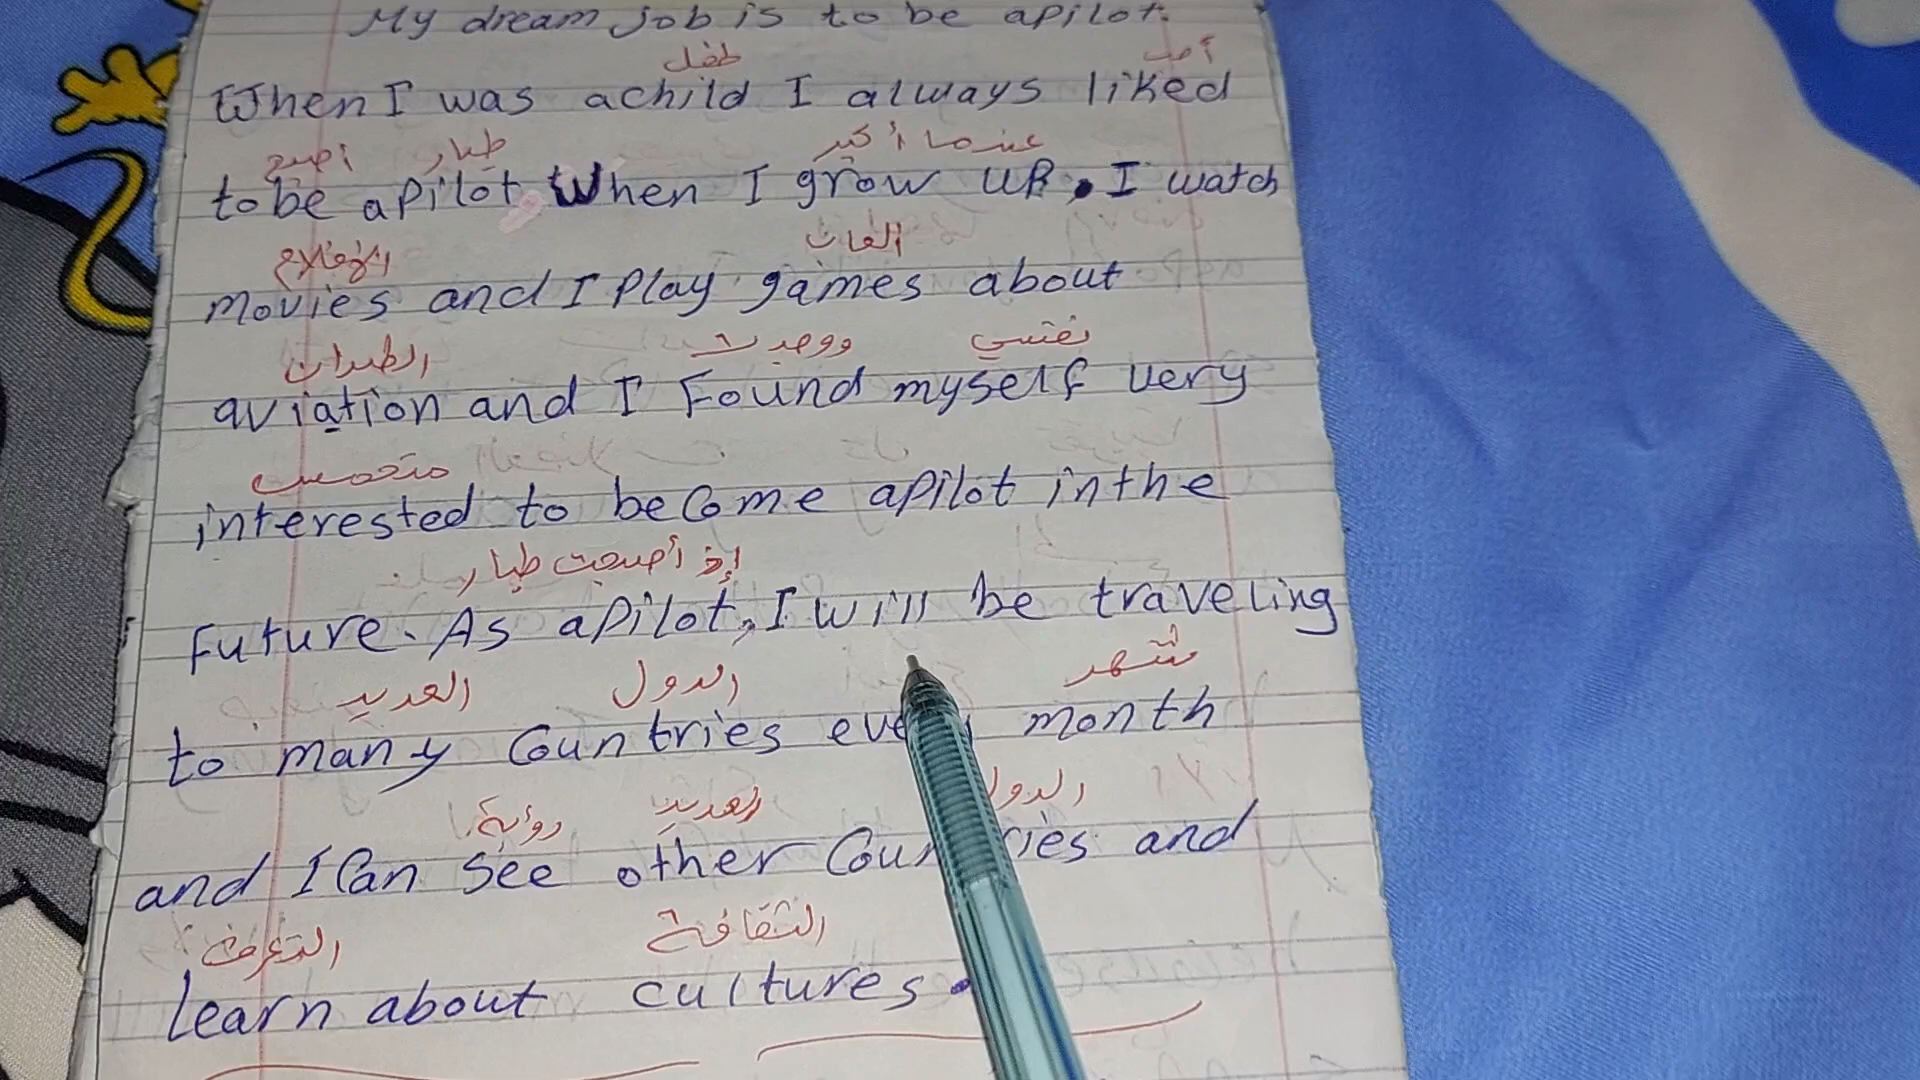 My dream job is to be apilot.
طفل أحب
When I was achild I always liked
أصبح طيار عندما أكبر
to be a pilot When I grow up. I watch
الأفلام ألعاب
movies and I play games about
الطيران ووجدت نفسي
aviation and I Found myself very
متحمس
interested to become apilot in the
إذ أصبحت طيار
Future. As apilot, I will be traveling
العديد الدول شهر
to many Countries every month
رؤية العديد الدول
and I Can See other Countries and
التعرف الثقافة
learn about cultures.